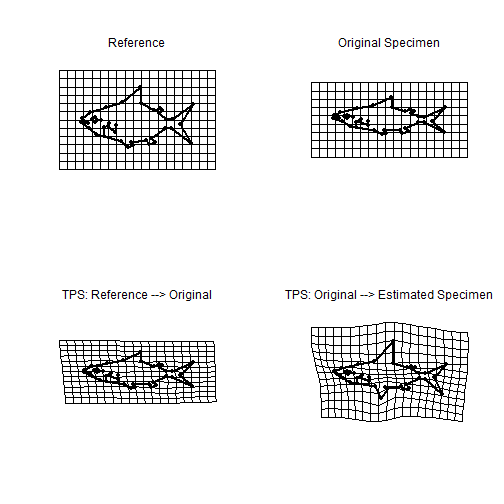 Reference
Original Specimen
TPS: Reference --> Original
TPS: Original --> Estimated Specimen